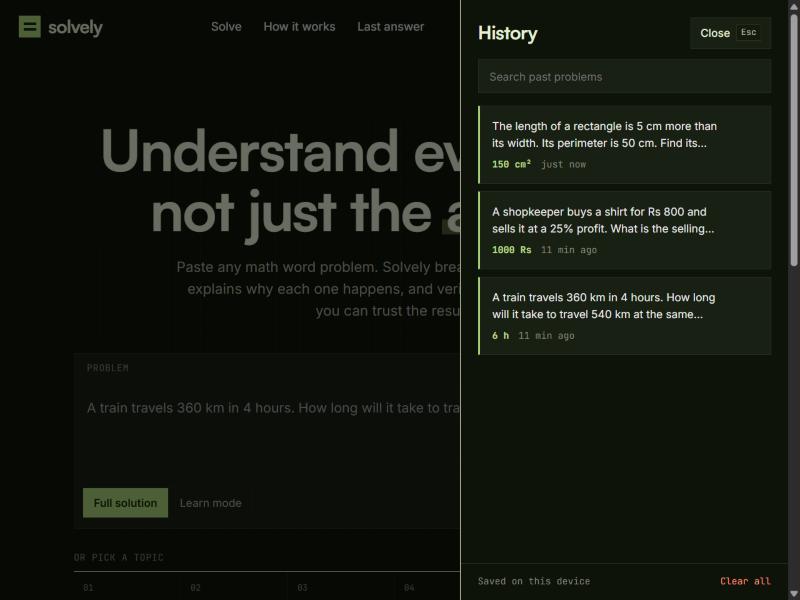 solvely
Solve
How it works
Last answer
Understand
not just the
Paste any math word problem. Solvely
explains why each one happens, and
you can trust the
PROBLEM
A train travels 360 km in 4 hours. How long will it take to
Full solution
Learn mode
OR PICK A TOPIC
01
02
03
04
History
Close
Esc
Search past problems
The length of a rectangle is 5 cm more than
its width. Its perimeter is 50 cm. Find its...
150 cm² just now
A shopkeeper buys a shirt for Rs 800 and
sells it at a 25% profit. What is the selling...
1000 Rs 11 min ago
A train travels 360 km in 4 hours. How long
will it take to travel 540 km at the same...
6 h 11 min ago
Saved on this device
Clear all